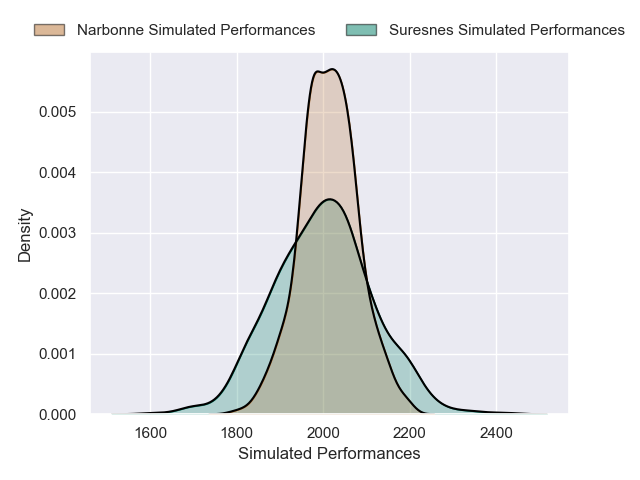 Narbonne Simulated Performances
Suresnes Simulated Performances
Density
0.005
0.004
0.003
0.002
0.001
0.000
1600
1800
2000
2200
2400
Simulated Performances